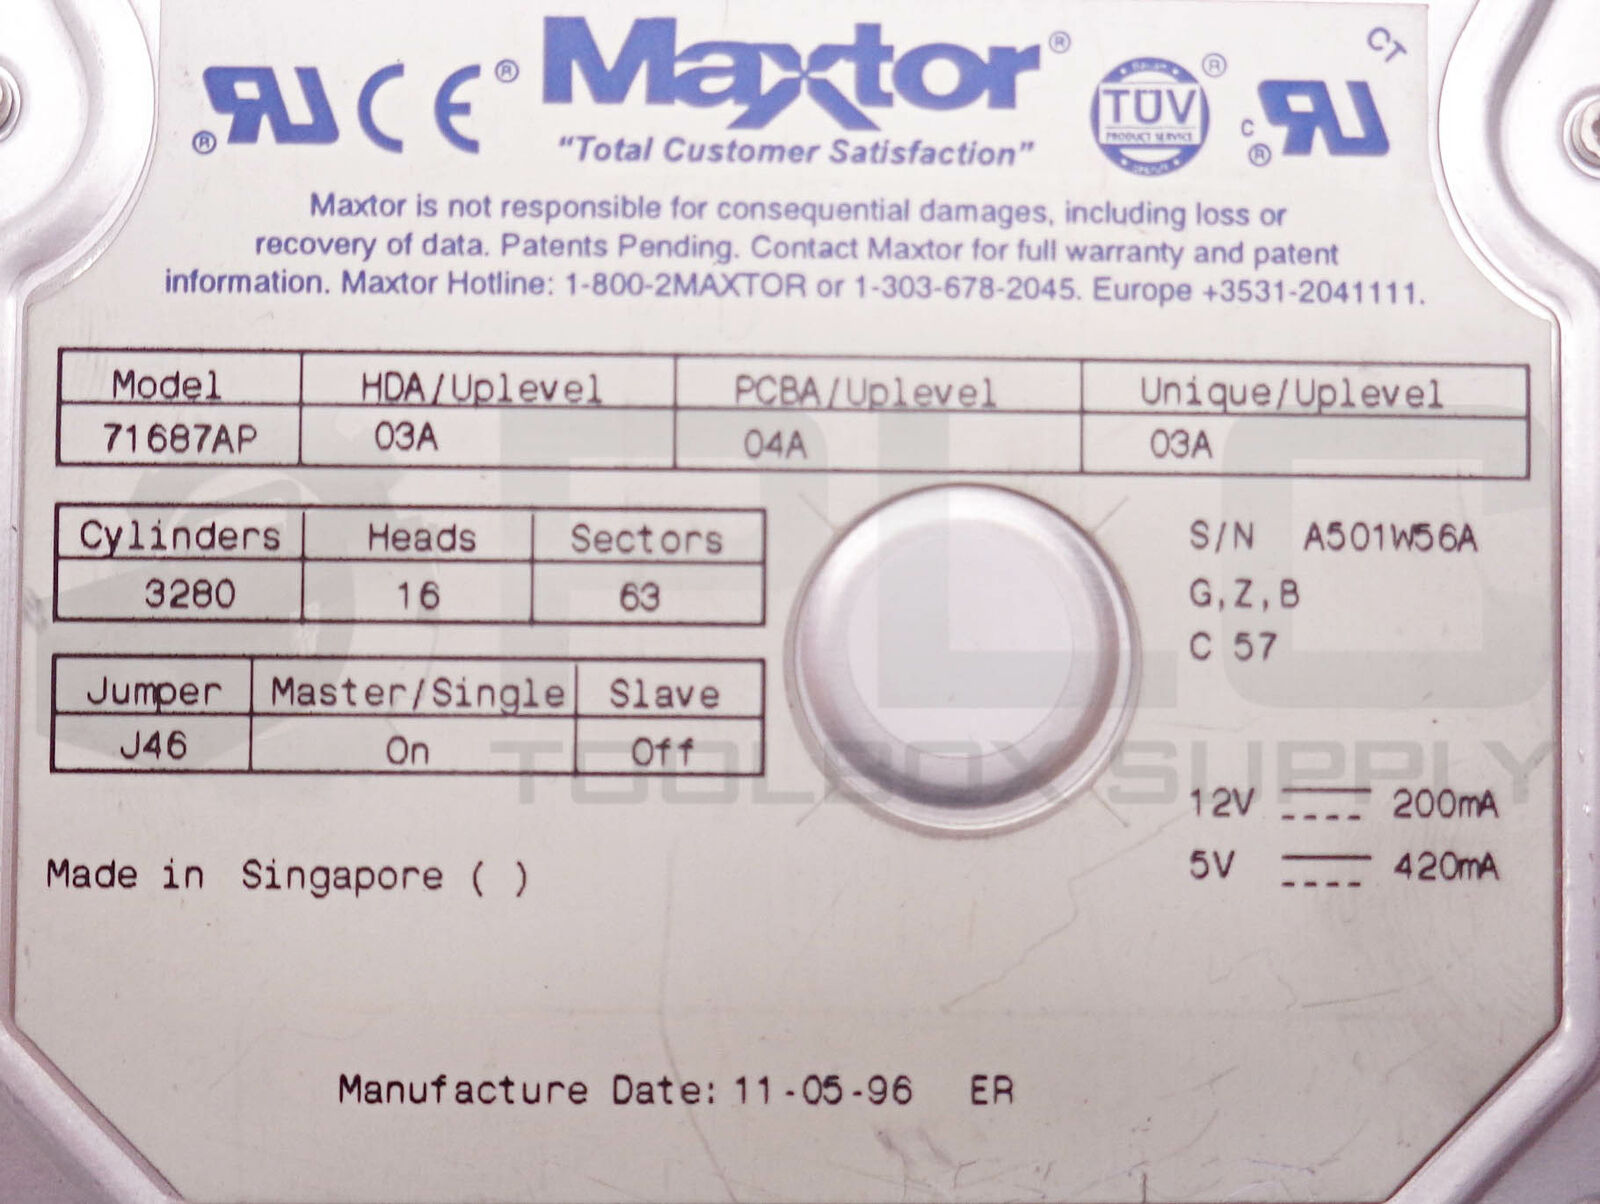 CT
Maxtor®
"Total Customer Satisfaction"
TÜV
PRODUCT SERVICE
Maxtor is not responsible for consequential damages, including loss or
recovery of data. Patents Pending. Contact Maxtor for full warranty and patent
information. Maxtor Hotline: 1-800-2MAXTOR or 1-303-678-2045. Europe +3531-2041111.
Model HDA/Uplevel PCBA/Uplevel Unique/Uplevel
71687AP 03A 04A 03A
Cylinders Heads Sectors
3280 16 63
S/N A501W56A
G,Z,B
C 57
Jumper Master/Single Slave
J46 On Off
12V 200mA
5V 420mA
Made in Singapore ( )
Manufacture Date: 11-05-96 ER
PLC
TOOLBOX SUPPLY